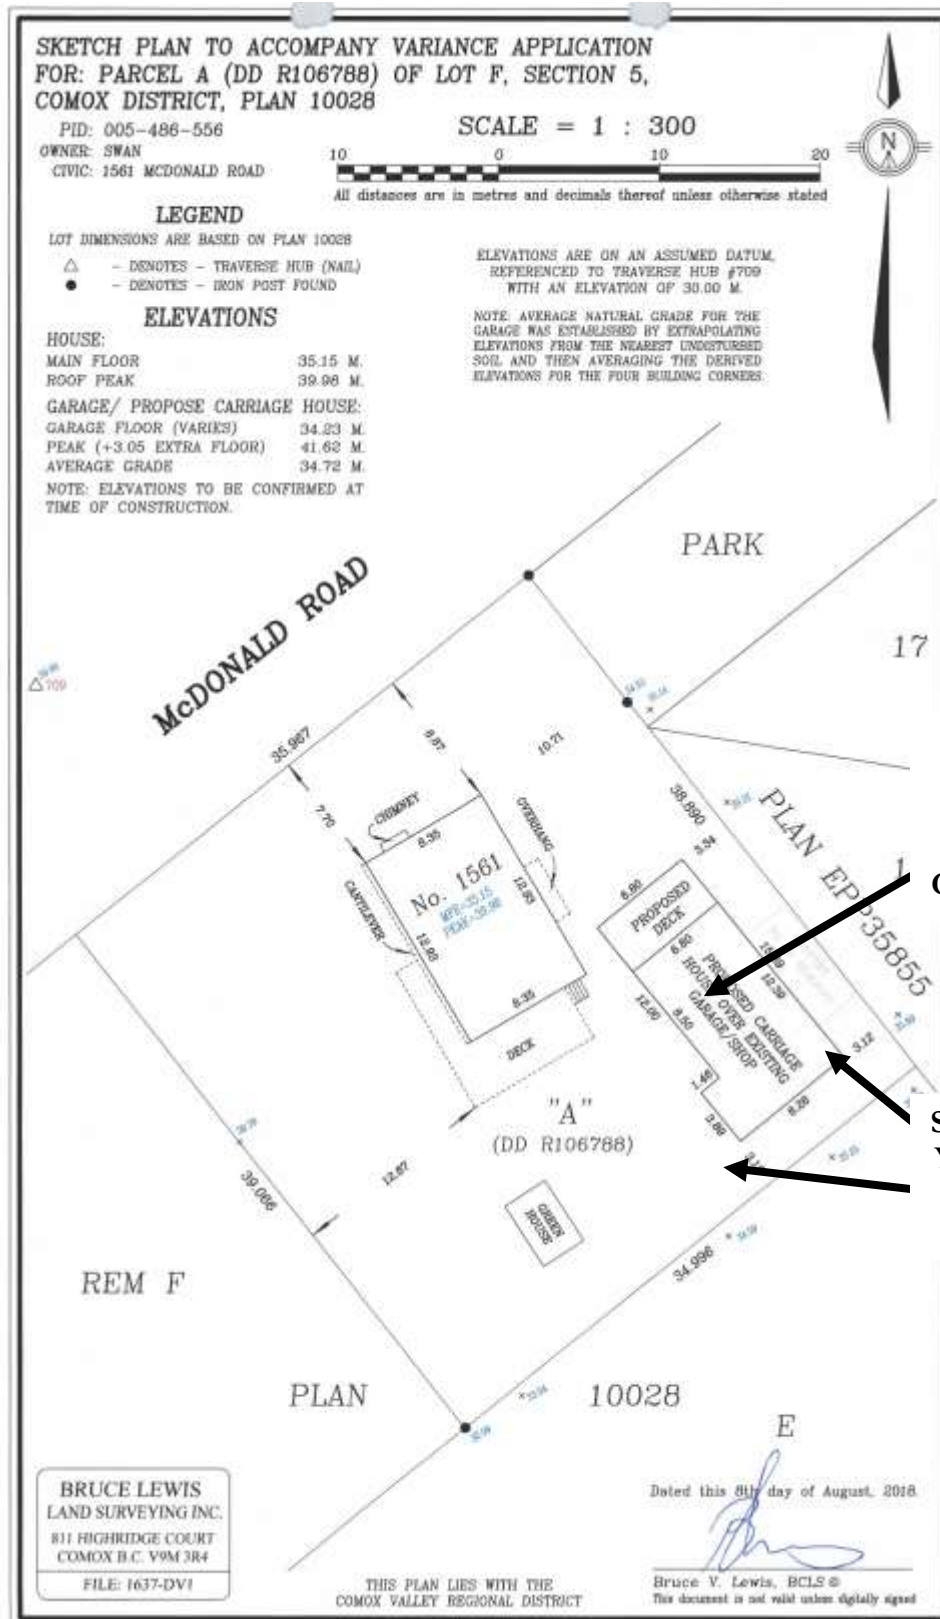 SKETCH PLAN TO ACCOMPANY VARIANCE APPLICATION
FOR: PARCEL A (DD R106788) OF LOT F, SECTION 5,
COMOX DISTRICT, PLAN 10028
PID: 005-486-556
OWNER: SWAN
CIVIC: 1561 MCDONALD ROAD
SCALE = 1 : 300
10 0 10 20
All distances are in metres and decimals thereof unless otherwise stated
N
LEGEND
LOT DIMENSIONS ARE BASED ON PLAN 10028
- DENOTES - TRAVERSE HUB (NAIL)
- DENOTES - IRON POST FOUND
ELEVATIONS
HOUSE:
MAIN FLOOR 35.15 M.
ROOF PEAK 39.98 M.
GARAGE/ PROPOSE CARRIAGE HOUSE:
GARAGE FLOOR (VARIES) 34.23 M.
PEAK (+3.05 EXTRA FLOOR) 41.62 M.
AVERAGE GRADE 34.72 M.
NOTE: ELEVATIONS TO BE CONFIRMED AT
TIME OF CONSTRUCTION.
ELEVATIONS ARE ON AN ASSUMED DATUM,
REFERENCED TO TRAVERSE HUB #709
WITH AN ELEVATION OF 30.00 M.
NOTE: AVERAGE NATURAL GRADE FOR THE
GARAGE WAS ESTABLISHED BY EXTRAPOLATING
ELEVATIONS FROM THE NEAREST UNDISTURBED
SOIL AND THEN AVERAGING THE DERIVED
ELEVATIONS FOR THE FOUR BUILDING CORNERS.
PARK
17
McDONALD ROAD
709
35.967
8.87
10.71
7.70
CHIMNEY
8.35
OVERHANG
38.890
PLAN EPP35855
1
No. 1561
CANTILEVER
12.93
12.93
8.35
DECK
6.80
PROPOSED
DECK
6.80
PROPOSED CARRIAGE
HOUSE OVER EXISTING
GARAGE/SHOP
12.39
12.00
8.50
1.46
3.89
8.28
3.12
"A"
(DD R106788)
12.87
39.066
GREEN
HOUSE
34.996
REM F
PLAN
10028
E
BRUCE LEWIS
LAND SURVEYING INC.
811 HIGHRIDGE COURT
COMOX B.C. V9M 3R4
FILE: 1637-DV1
THIS PLAN LIES WITH THE
COMOX VALLEY REGIONAL DISTRICT
Dated this 8th day of August, 2018.
Bruce V. Lewis, BCLS ©
This document is not valid unless digitally signed